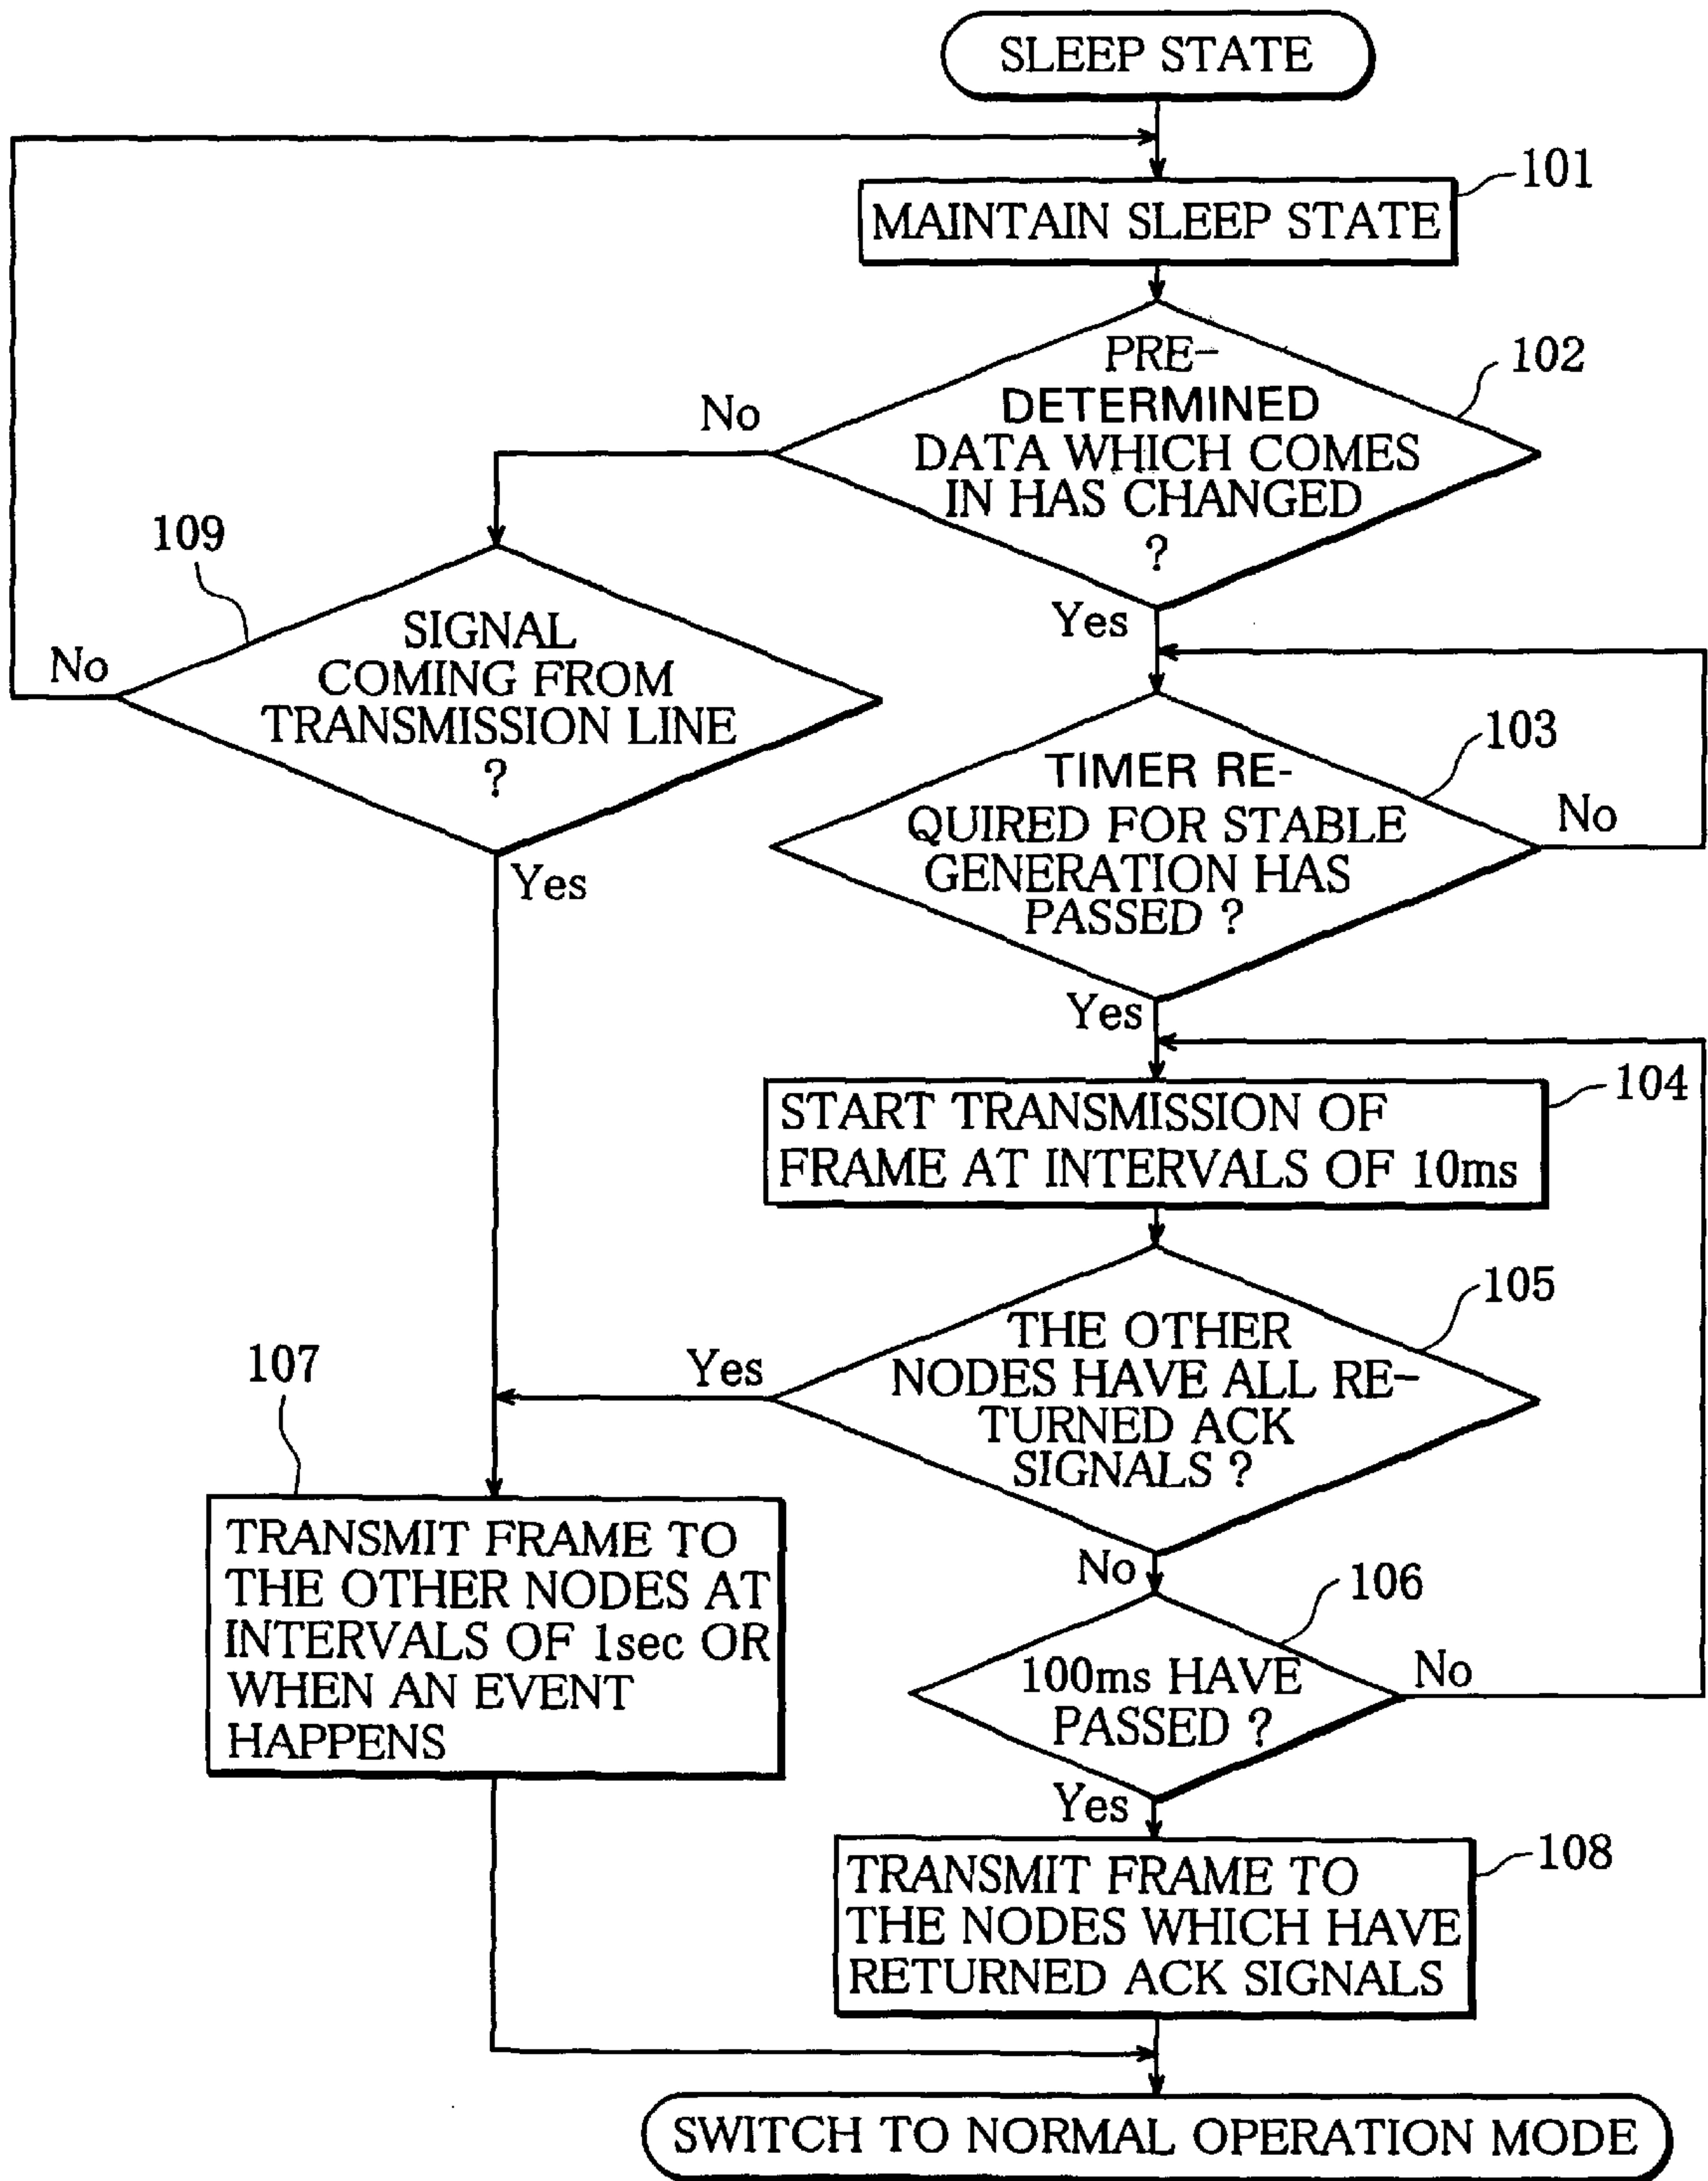 SLEEP STATE
101
MAINTAIN SLEEP STATE
102
PRE-
DETERMINED
DATA WHICH COMES
IN HAS CHANGED
?
No
Yes
109
SIGNAL
COMING FROM
TRANSMISSION LINE
?
No
Yes
103
TIMER RE-
QUIRED FOR STABLE
GENERATION HAS
PASSED ?
No
Yes
104
START TRANSMISSION OF
FRAME AT INTERVALS OF 10ms
105
THE OTHER
NODES HAVE ALL RE-
TURNED ACK
SIGNALS ?
Yes
No
107
TRANSMIT FRAME TO
THE OTHER NODES AT
INTERVALS OF 1sec OR
WHEN AN EVENT
HAPPENS
106
100ms HAVE
PASSED ?
No
Yes
108
TRANSMIT FRAME TO
THE NODES WHICH HAVE
RETURNED ACK SIGNALS
SWITCH TO NORMAL OPERATION MODE